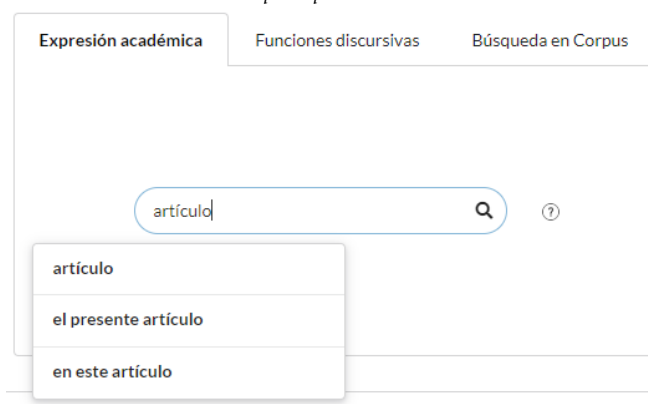 Expresión académica Funciones discursivas Búsqueda en Corpus
artículo ?
artículo
el presente artículo
en este artículo